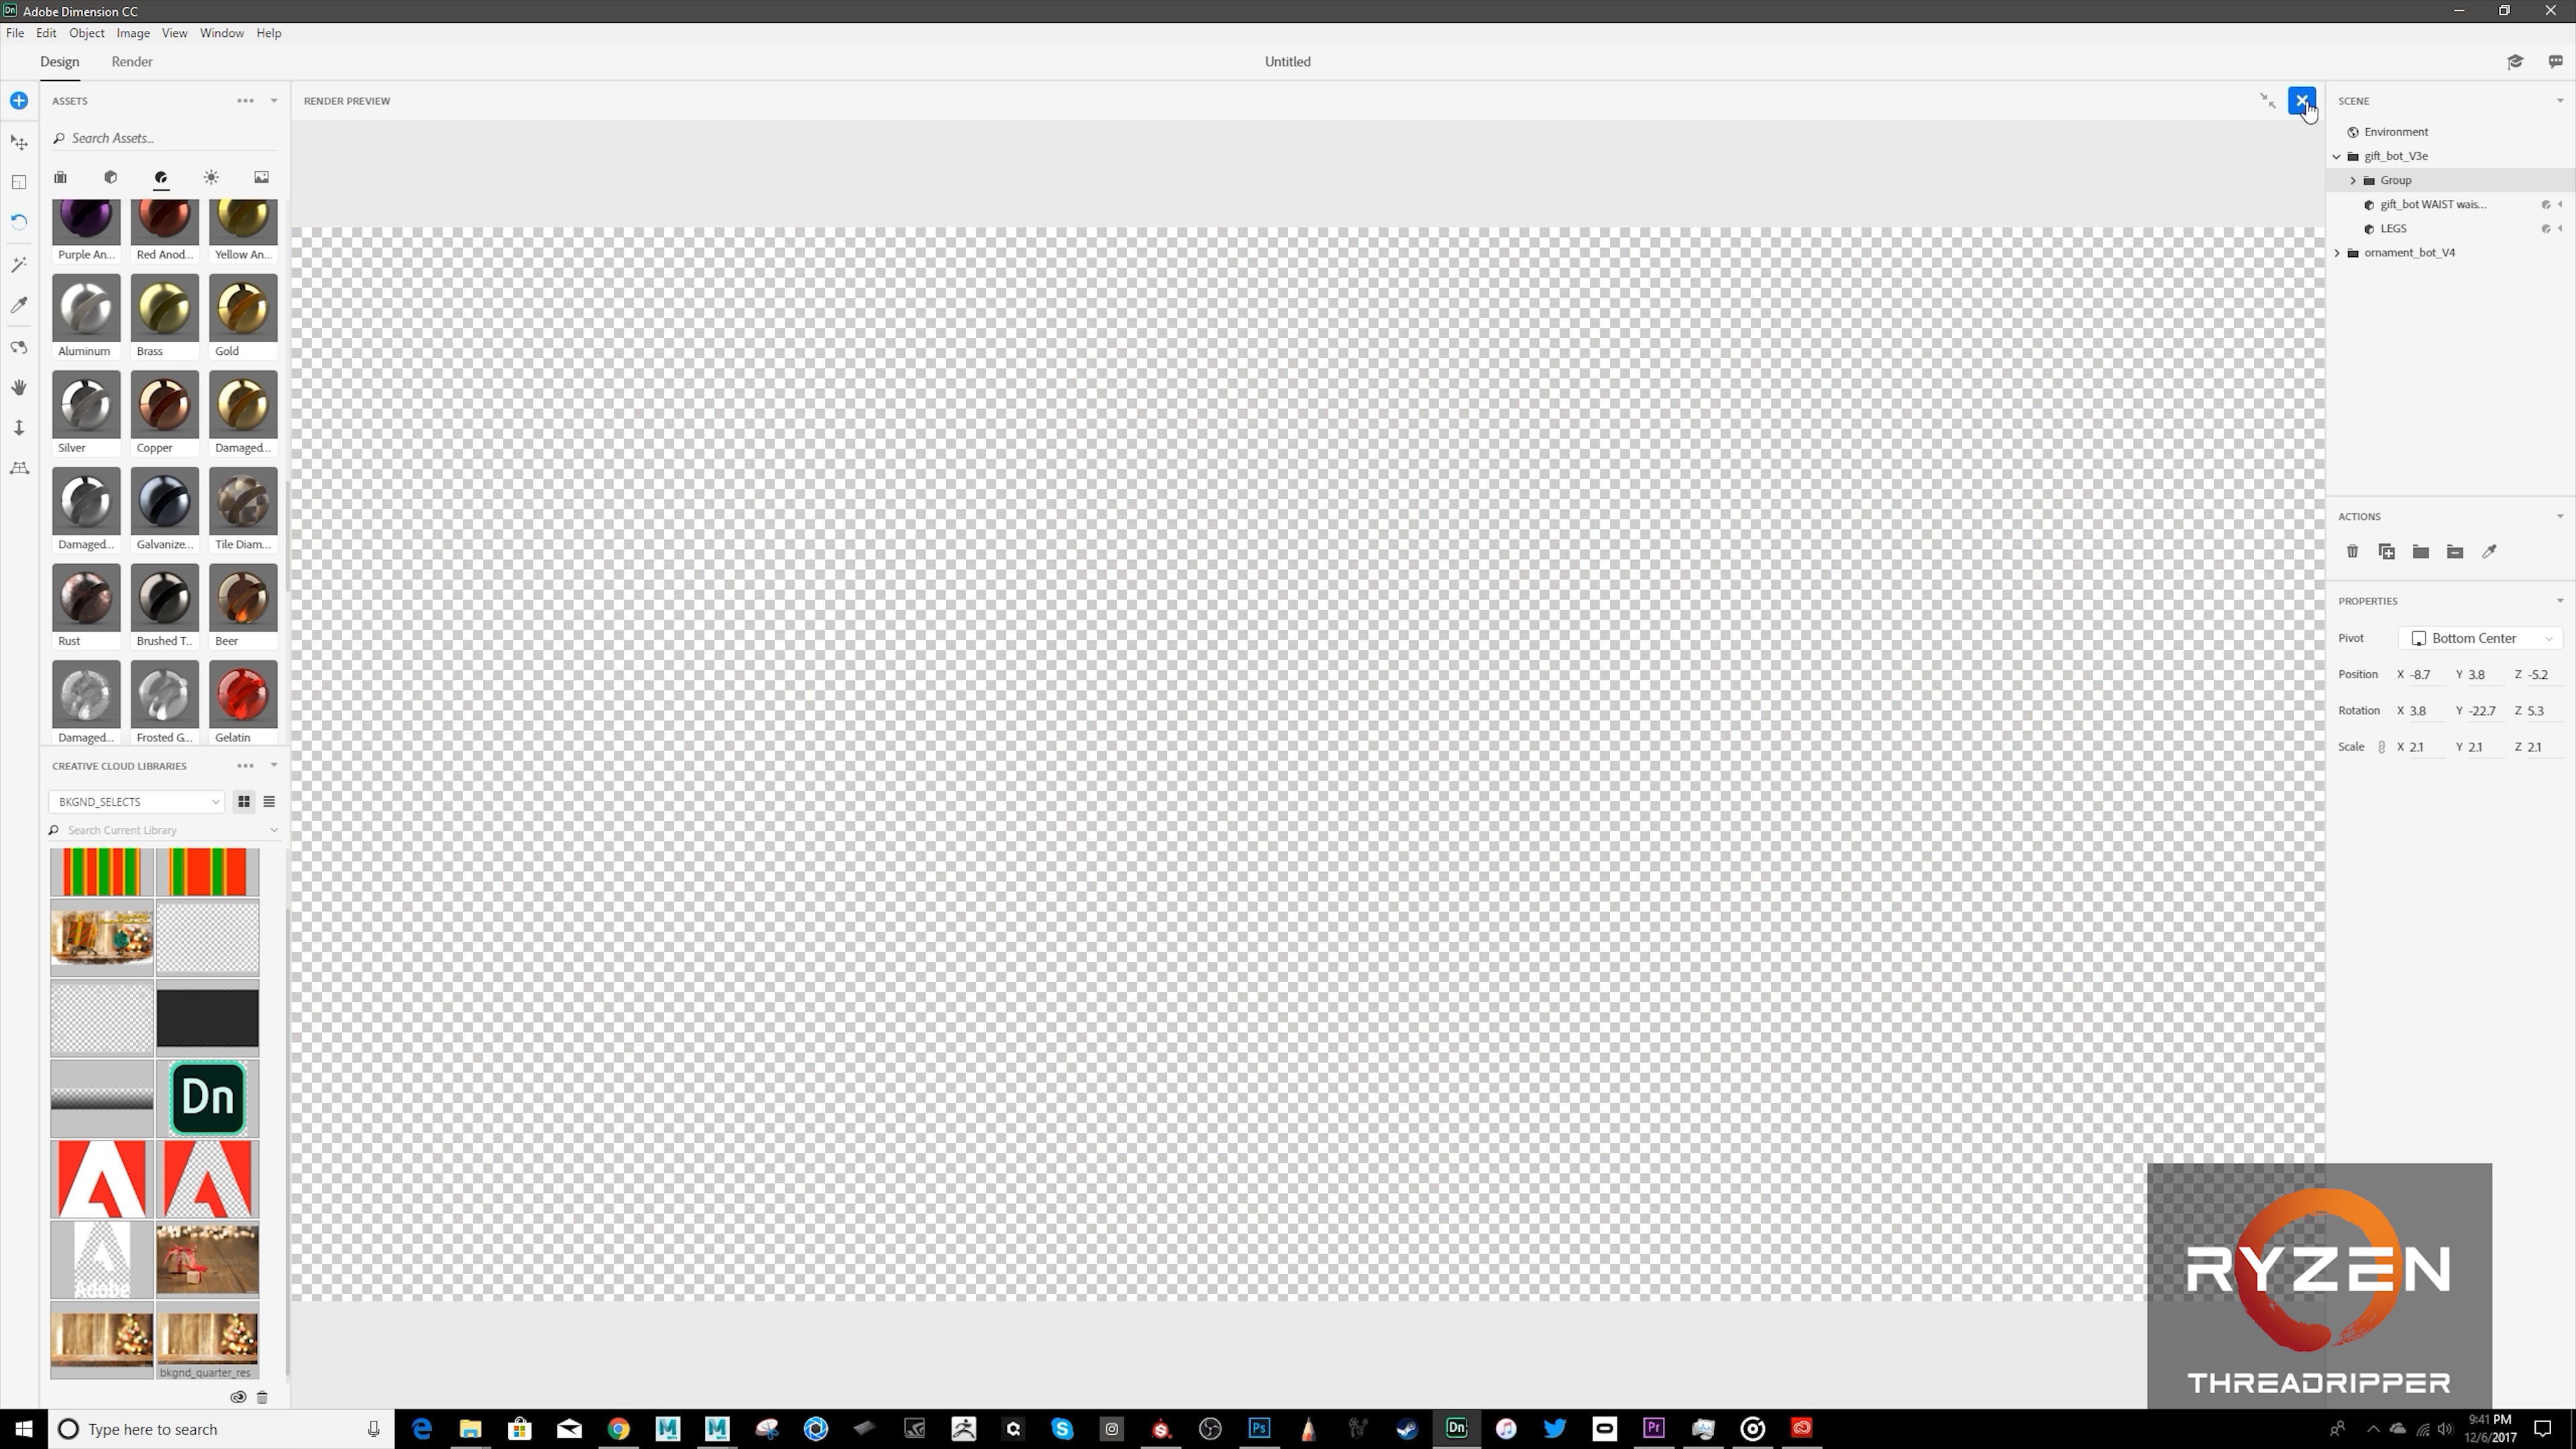 Dn Adobe Dimension CC
File Edit Object Image View Window Help
Design Render
Untitled
ASSETS
Search Assets...
Purple An... Red Anod... Yellow An...
Aluminum Brass Gold
Silver Copper Damaged...
Damaged... Galvanize... Tile Diam...
Rust Brushed T... Beer
Damaged... Frosted G... Gelatin
CREATIVE CLOUD LIBRARIES
BKGND_SELECTS
Search Current Library
Dn
Adobe
bkgnd_quarter_res
RENDER PREVIEW
SCENE
Environment
gift_bot_V3e
Group
gift_bot WAIST wais...
LEGS
ornament_bot_V4
ACTIONS
PROPERTIES
Pivot Bottom Center
Position X -8.7 Y 3.8 Z -5.2
Rotation X 3.8 Y -22.7 Z 5.3
Scale X 2.1 Y 2.1 Z 2.1
RYZEN
THREADRIPPER
Type here to search
M M Ps Dn Pr
9:41 PM
12/6/2017